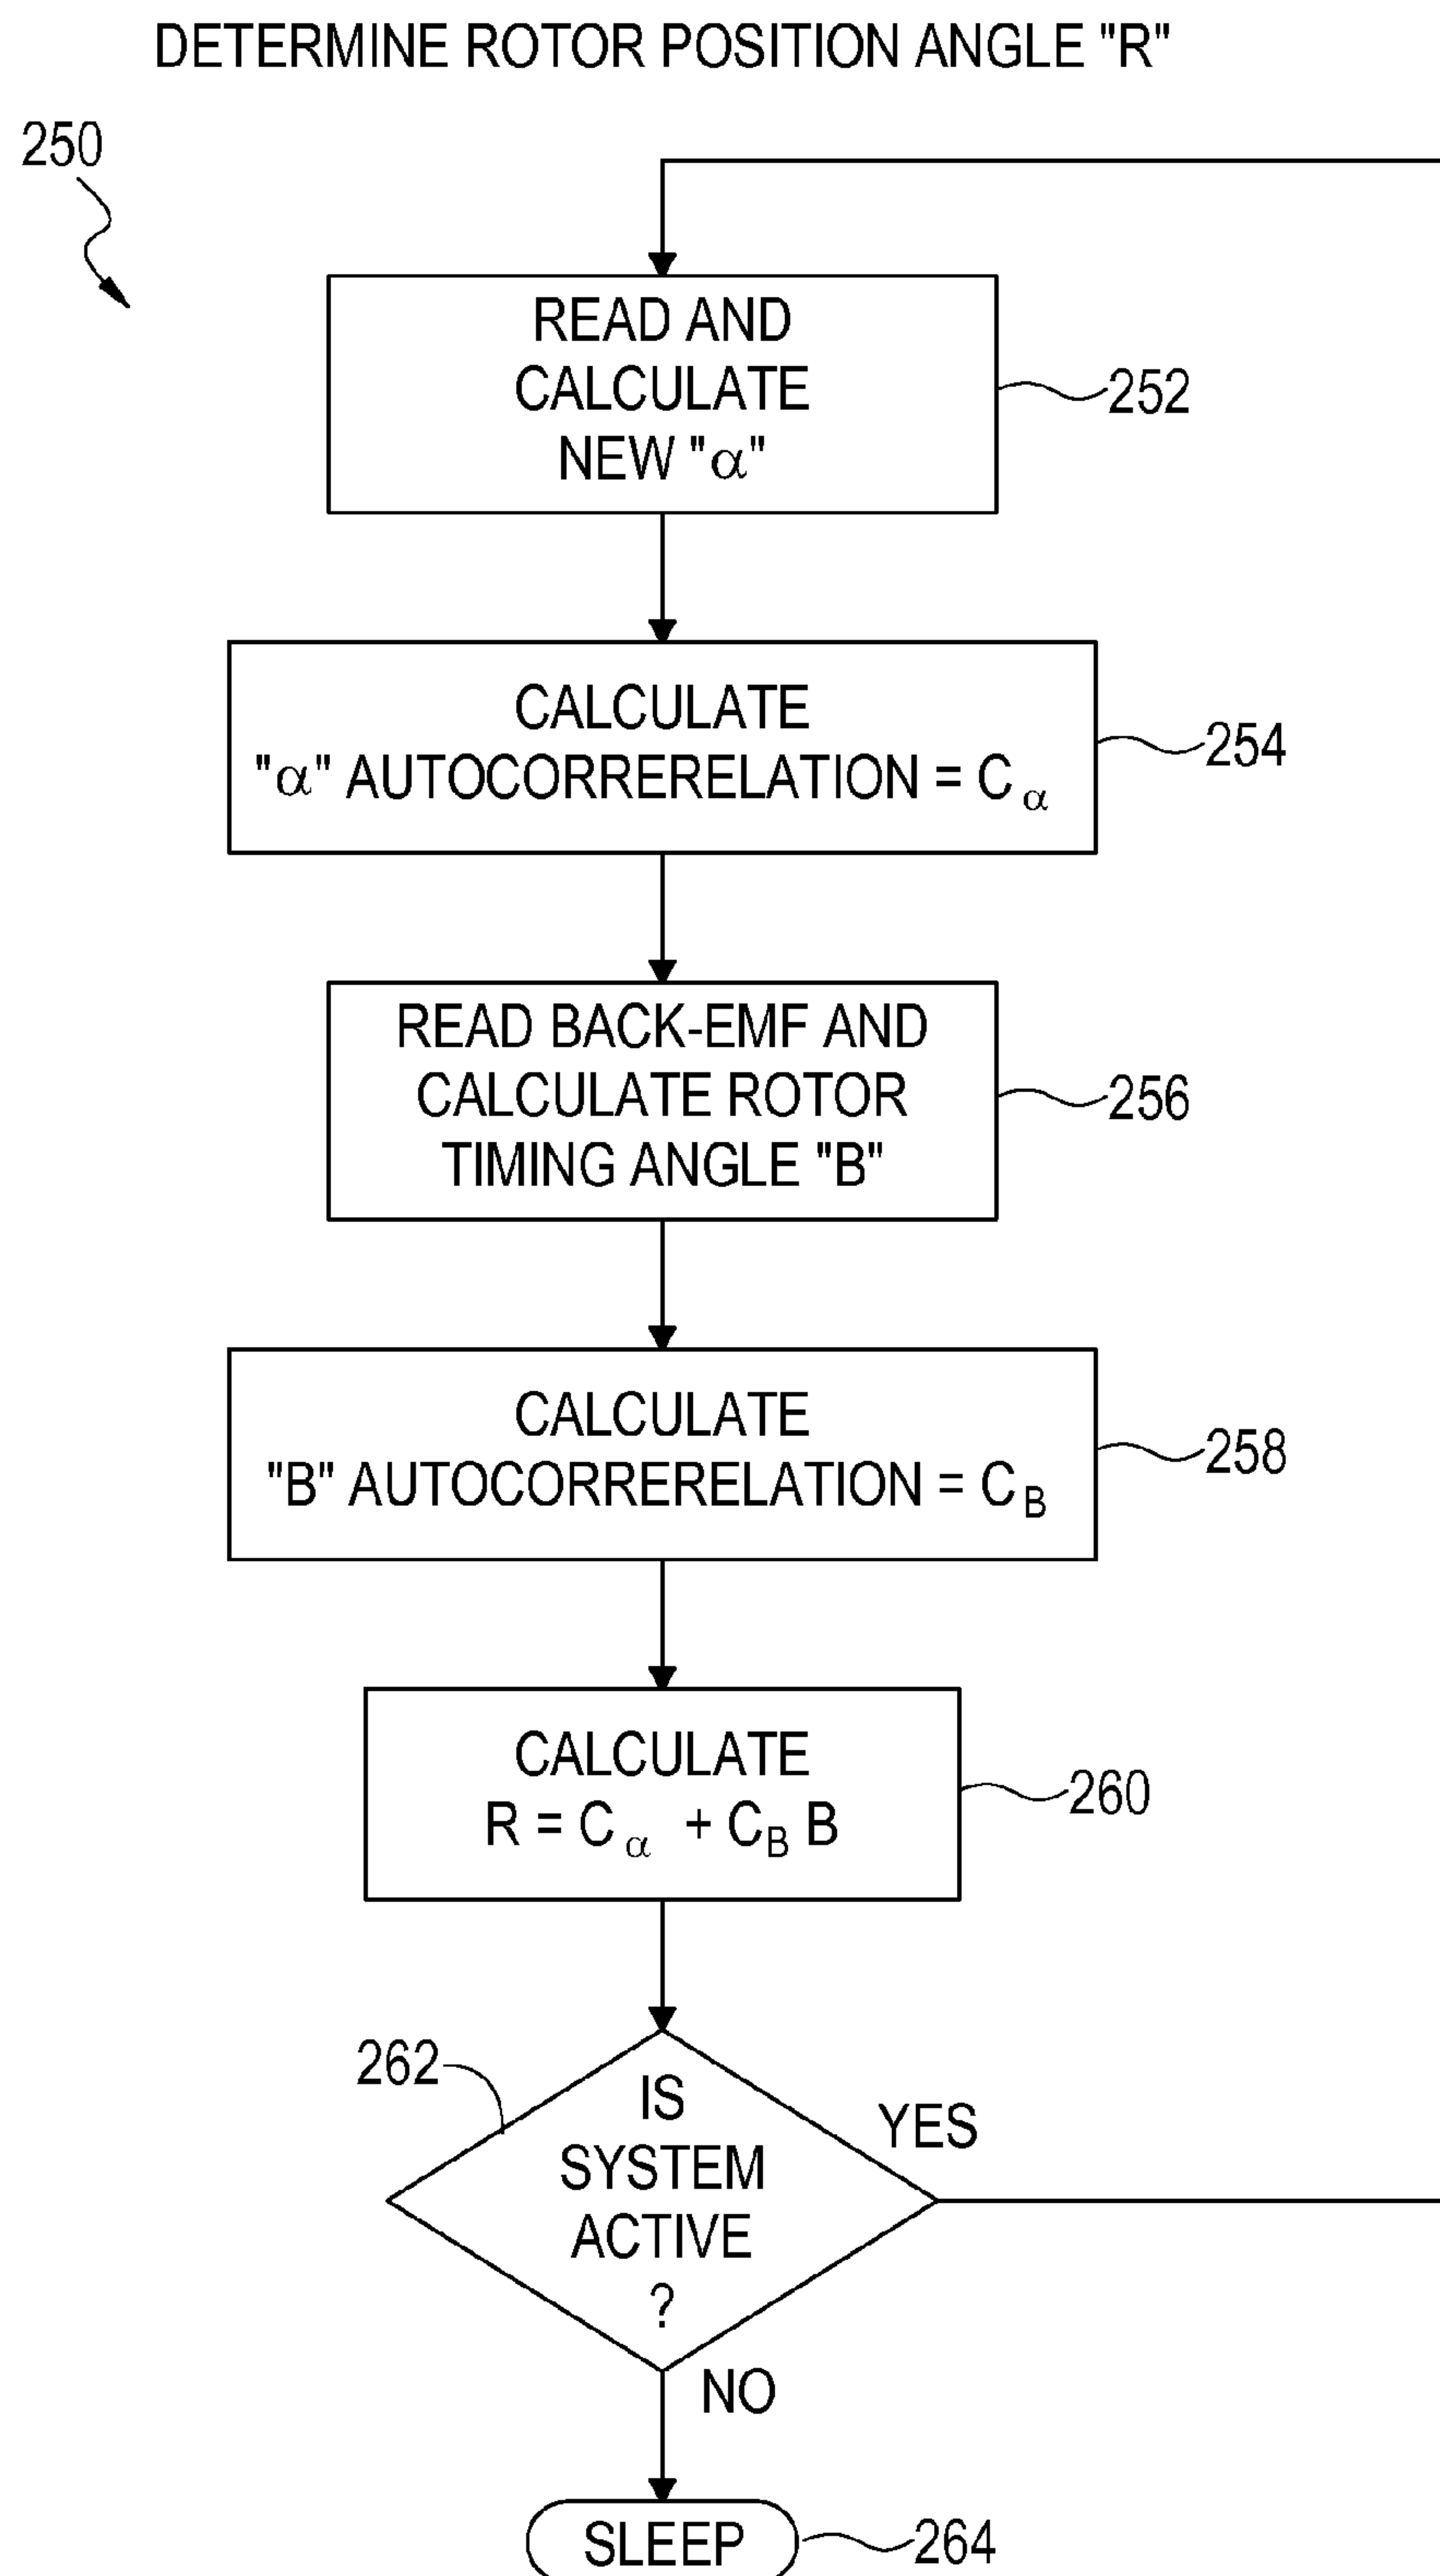 DETERMINE ROTOR POSITION ANGLE "R"
250
READ AND
CALCULATE
NEW "α"
252
CALCULATE
"α" AUTOCORRERELATION = Cα
254
READ BACK-EMF AND
CALCULATE ROTOR
TIMING ANGLE "B"
256
CALCULATE
"B" AUTOCORRERELATION = CB
258
CALCULATE
R = Cα + CB B
260
262
IS
SYSTEM
ACTIVE
?
YES
NO
SLEEP
264